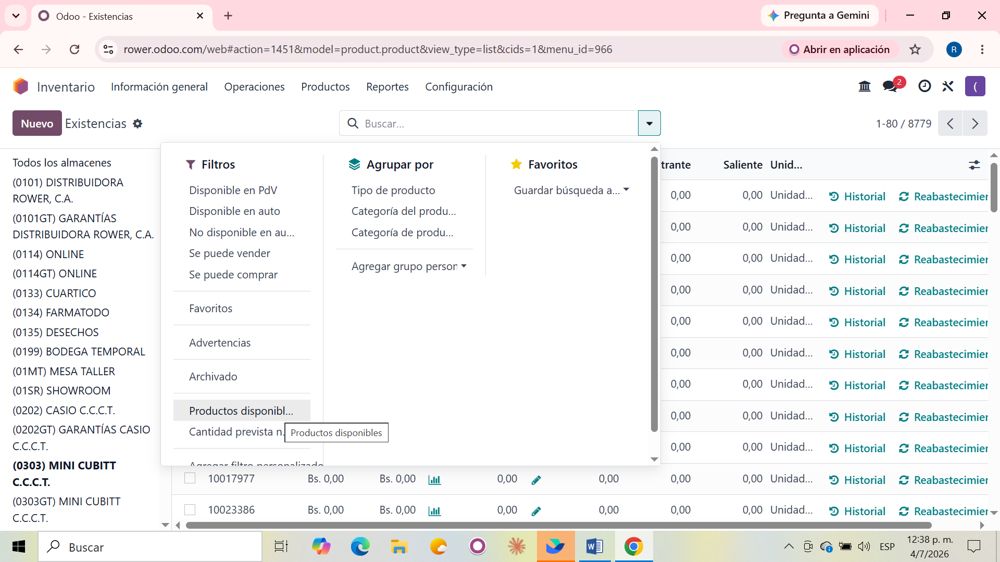 Odoo - Existencias
Pregunta a Gemini
rower.odoo.com/web#action=1451&model=product.product&view_type=list&cids=1&menu_id=966
Abrir en aplicación
R
Inventario
Información general
Operaciones
Productos
Reportes
Configuración
2
(
Nuevo
Existencias
Buscar...
1-80 / 8779
Todos los almacenes
(0101) DISTRIBUIDORA
ROWER, C.A.
(0101GT) GARANTÍAS
DISTRIBUIDORA ROWER, C.A.
(0114) ONLINE
(0114GT) ONLINE
(0133) CUARTICO
(0134) FARMATODO
(0135) DESECHOS
(0199) BODEGA TEMPORAL
(01MT) MESA TALLER
(01SR) SHOWROOM
(0202) CASIO C.C.C.T.
(0202GT) GARANTÍAS CASIO
C.C.C.T.
(0303) MINI CUBITT
C.C.C.T.
(0303GT) MINI CUBITT
C.C.C.T.
Filtros
Disponible en PdV
Disponible en auto
No disponible en au...
Se puede vender
Se puede comprar
Favoritos
Advertencias
Archivado
Productos disponibl...
Cantidad prevista n.
Productos disponibles
Agregar filtro personalizado
Agrupar por
Tipo de producto
Categoría del produ...
Categoría de produ...
Agregar grupo person
Favoritos
Guardar búsqueda a...
trante Saliente Unid...
0,00 0,00 Unidad... Historial Reabastecimier
0,00 0,00 Unidad... Historial Reabastecimier
0,00 0,00 Unidad... Historial Reabastecimier
0,00 0,00 Unidad... Historial Reabastecimier
0,00 0,00 Unidad... Historial Reabastecimier
0,00 0,00 Unidad... Historial Reabastecimier
0,00 0,00 Unidad... Historial Reabastecimier
0,00 0,00 Unidad... Historial Reabastecimier
0,00 0,00 Unidad... Historial Reabastecimier
10017977 Bs. 0,00 Bs. 0,00 0,00 0,00 0,00 0,00 Unidad... Historial Reabastecimier
10023386 Bs. 0,00 Bs. 0,00 0,00 0,00 0,00 0,00 Unidad... Historial Reabastecimier
Buscar
ESP
12:38 p. m.
4/7/2026